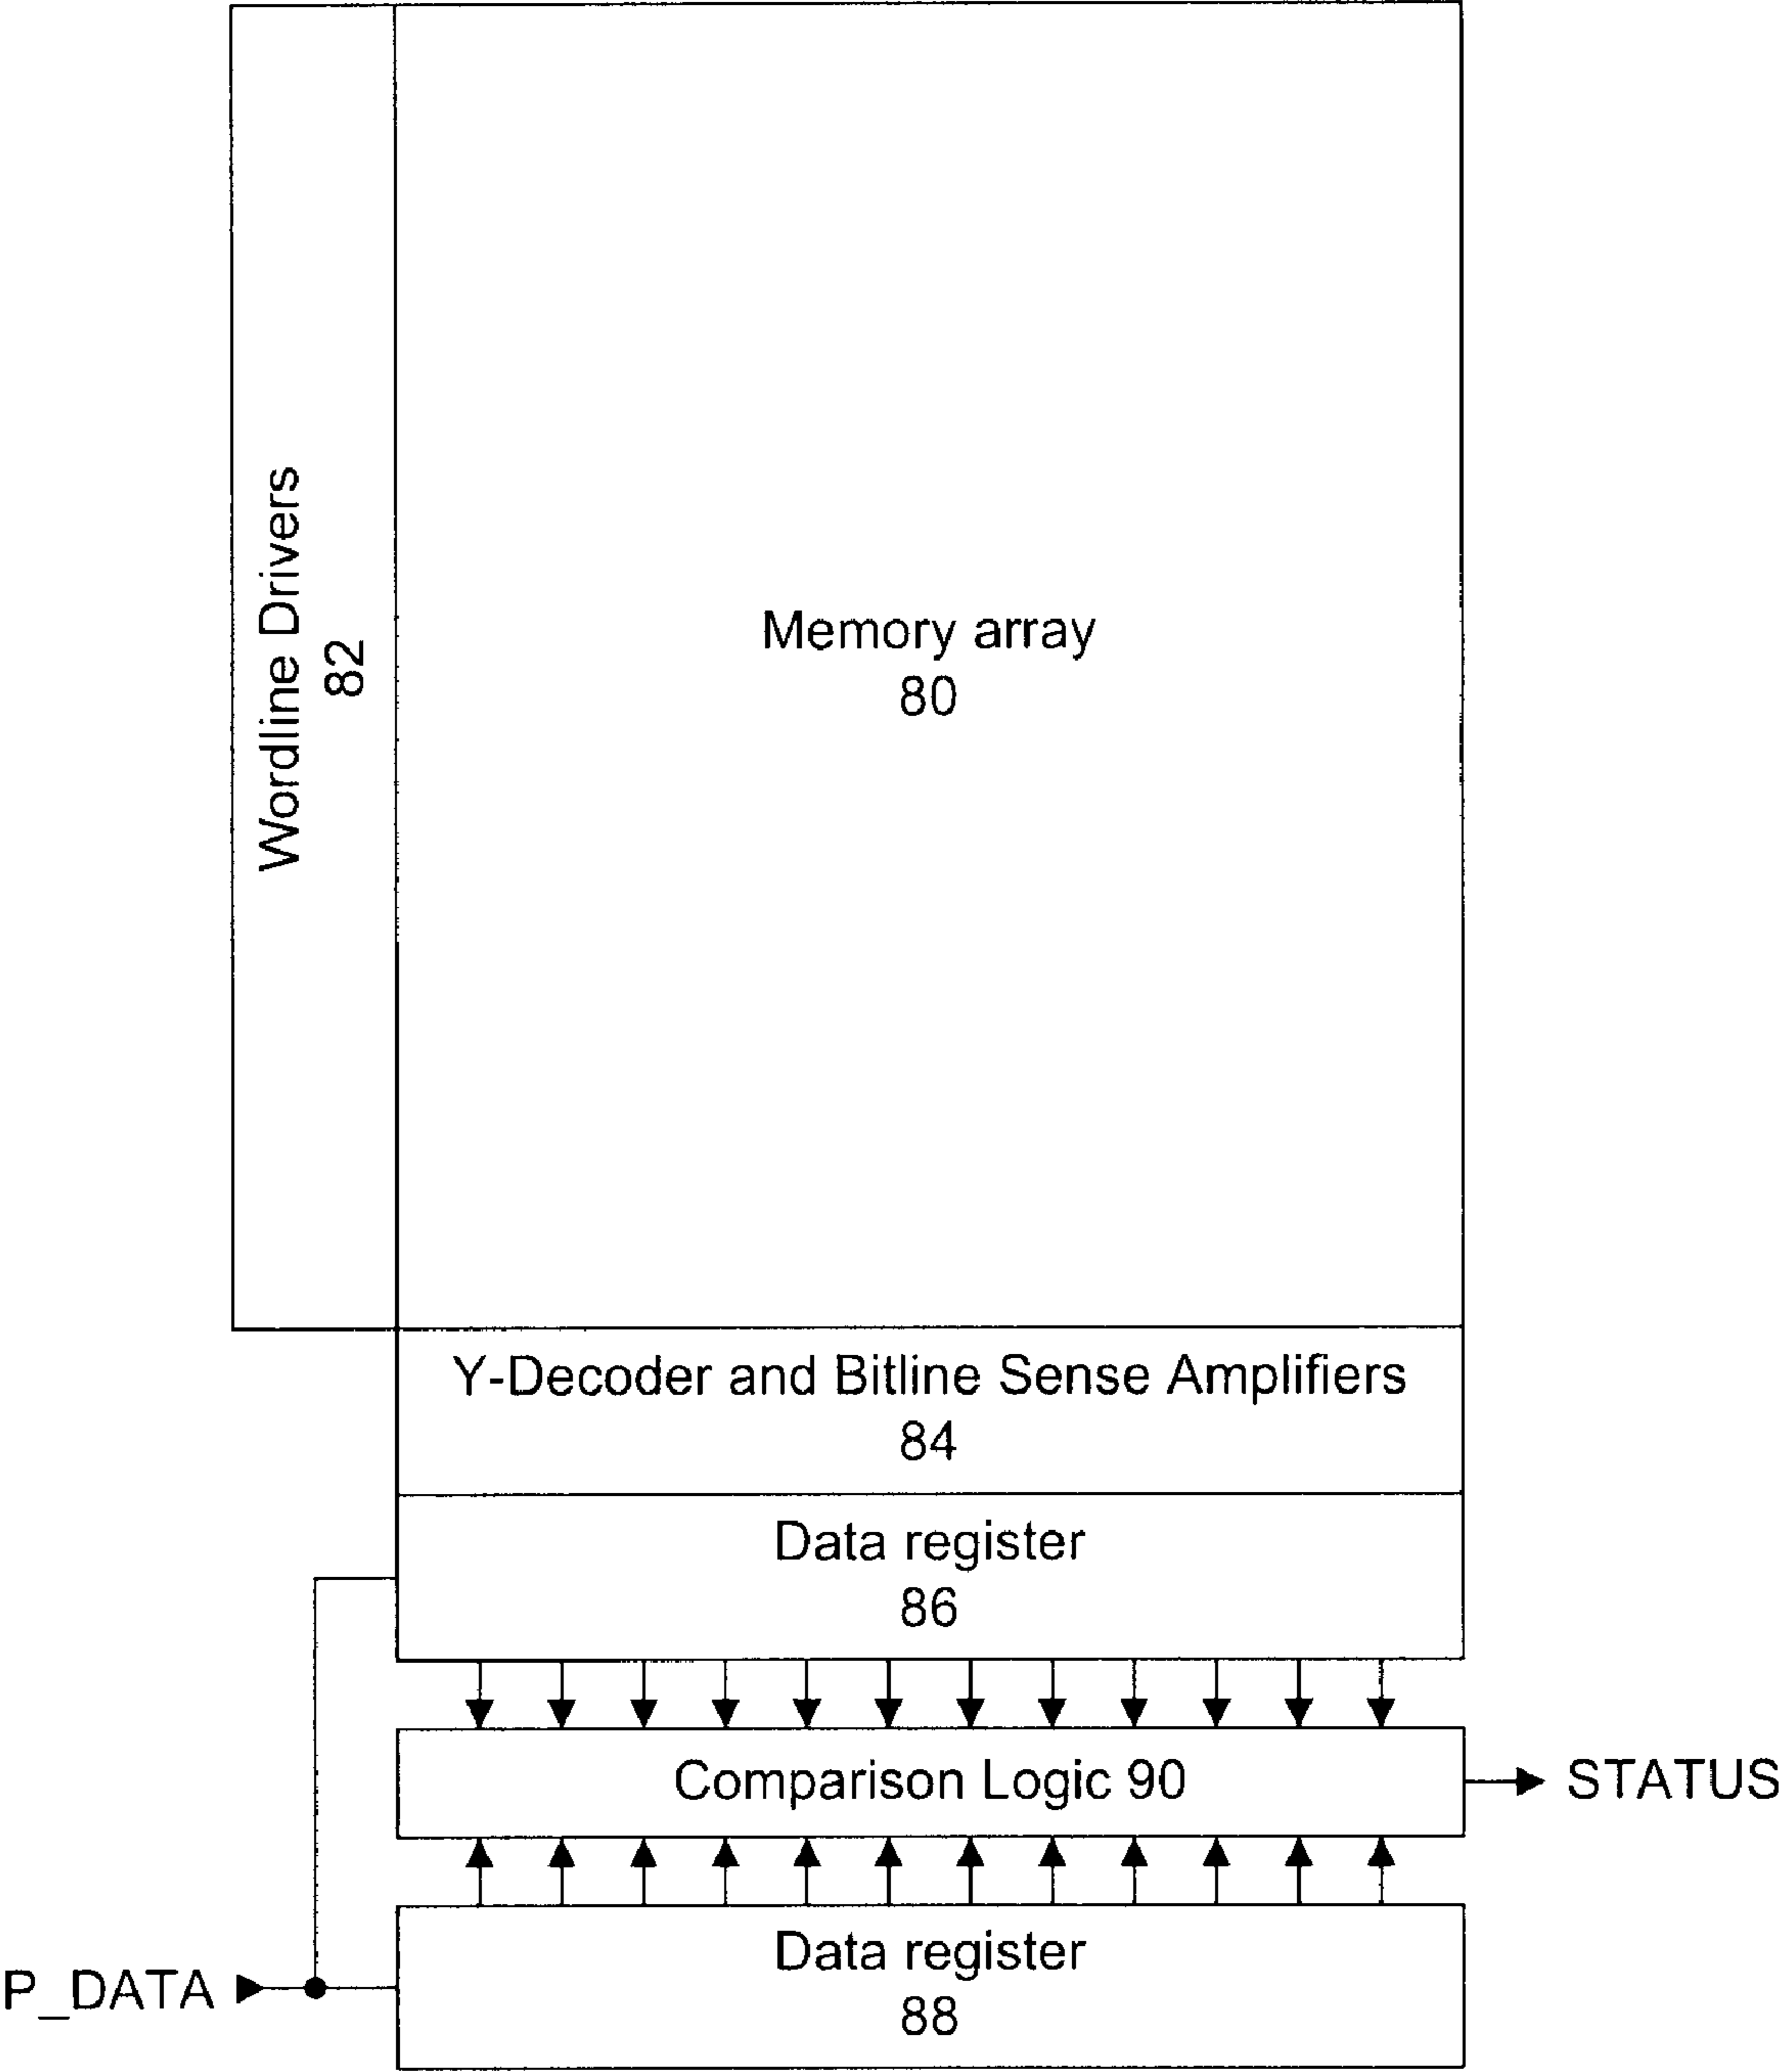 Wordline Drivers
82
Memory array
80
Y-Decoder and Bitline Sense Amplifiers
84
Data register
86
Comparison Logic 90
STATUS
Data register
88
P_DATA